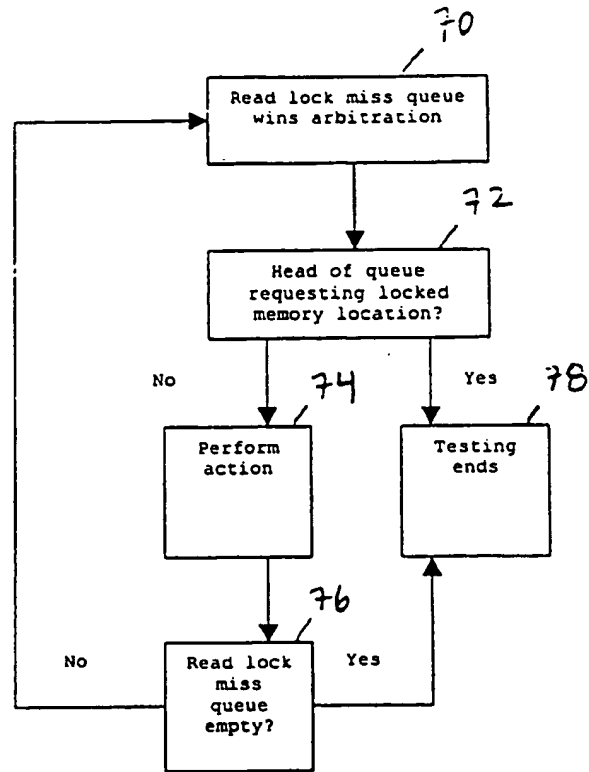 70
Read lock miss queue
wins arbitration
72
Head of queue
requesting locked
memory location?
No
74
Yes
78
Perform
action
Testing
ends
76
No
Read lock
miss
queue
empty?
Yes